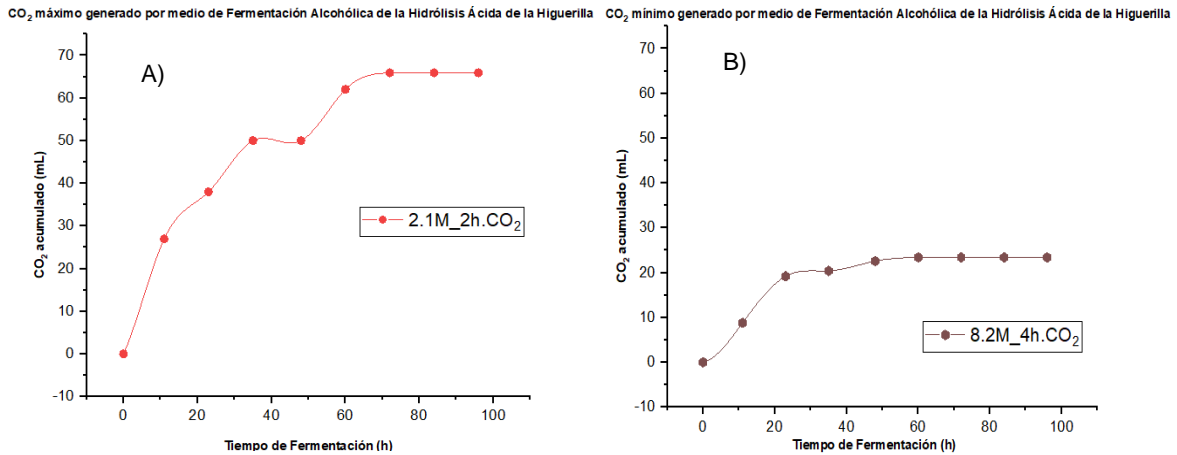 CO₂ máximo generado por medio de Fermentación Alcohólica de la Hidrólisis Ácida de la Higuerilla
A)
70
60
50
40
30
20
10
0
-10
CO₂ acumulado (mL)
2.1M_2h.CO₂
0 20 40 60 80 100
Tiempo de Fermentación (h)
CO₂ mínimo generado por medio de Fermentación Alcohólica de la Hidrólisis Ácida de la Higuerilla
B)
70
60
50
40
30
20
10
0
-10
CO₂ acumulado (mL)
8.2M_4h.CO₂
0 20 40 60 80 100
Tiempo de Fermentación (h)